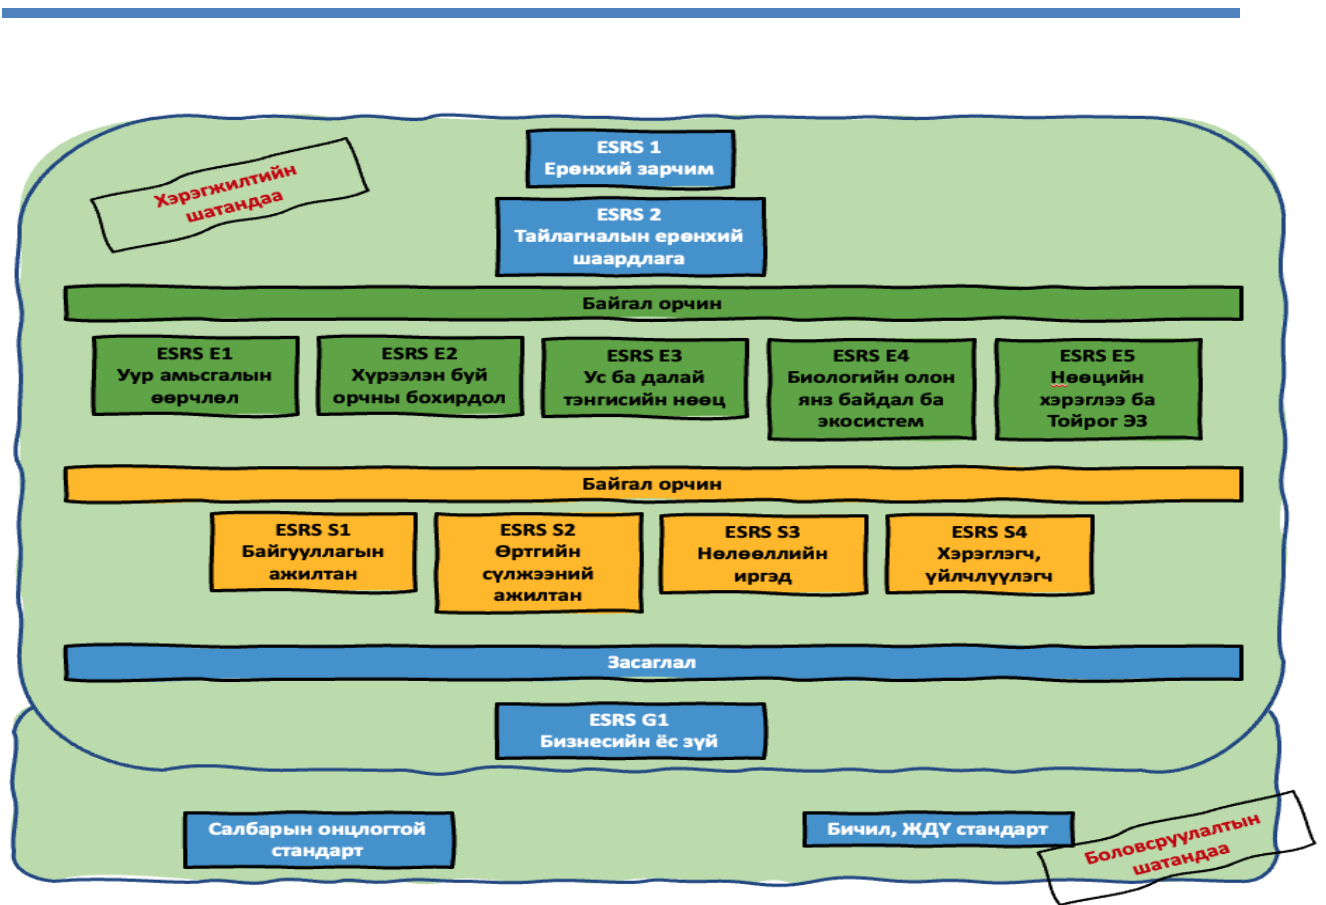 ESRS 1
Ерөнхий зарчим
Хэрэгжилтийн
шатандаа
ESRS 2
Тайлагналын ерөнхий
шаардлага
Байгал орчин
ESRS E1
Уур амьсгалын
өөрчлөл
ESRS E2
Хүрээлэн буй
орчны бохирдол
ESRS E3
Ус ба далай
тэнгисийн нөөц
ESRS E4
Биологийн олон
янз байдал ба
экосистем
ESRS E5
Нөөцийн
хэрэглээ ба
Тойрог ЭЗ
Байгал орчин
ESRS S1
Байгууллагын
ажилтан
ESRS S2
Өртгийн
сүлжээний
ажилтан
ESRS S3
Нөлөөллийн
иргэд
ESRS S4
Хэрэглэгч,
үйлчлүүлэгч
Засаглал
ESRS G1
Бизнесийн ёс зүй
Салбарын онцлогтой
стандарт
Бичил, ЖДҮ стандарт
Боловсруулалтын
шатандаа